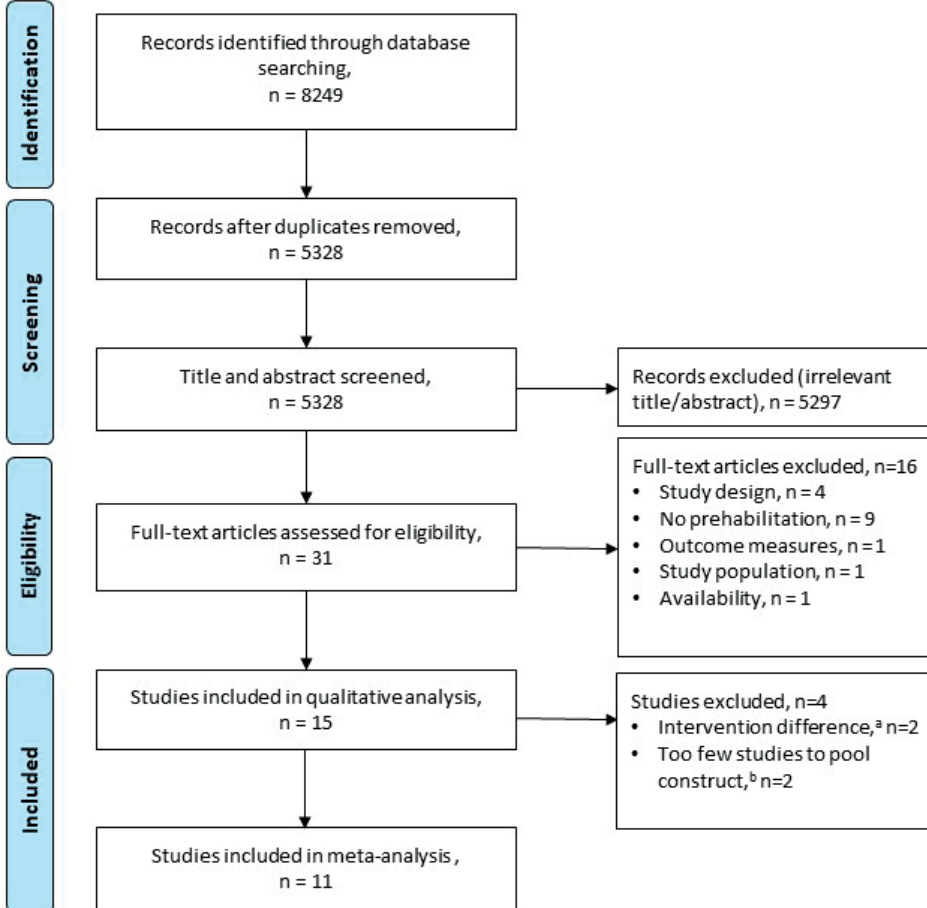 Identification
Records identified through database
searching,
n = 8249
Screening
Records after duplicates removed,
n = 5328
Title and abstract screened,
n = 5328
Records excluded (irrelevant
title/abstract), n = 5297
Eligibility
Full-text articles assessed for eligibility,
n = 31
Full-text articles excluded, n=16
• Study design, n = 4
• No prehabilitation, n = 9
• Outcome measures, n = 1
• Study population, n = 1
• Availability, n = 1
Included
Studies included in qualitative analysis,
n = 15
Studies excluded, n=4
• Intervention difference,ᵃ n=2
• Too few studies to pool
construct,ᵇ n=2
Studies included in meta-analysis ,
n = 11